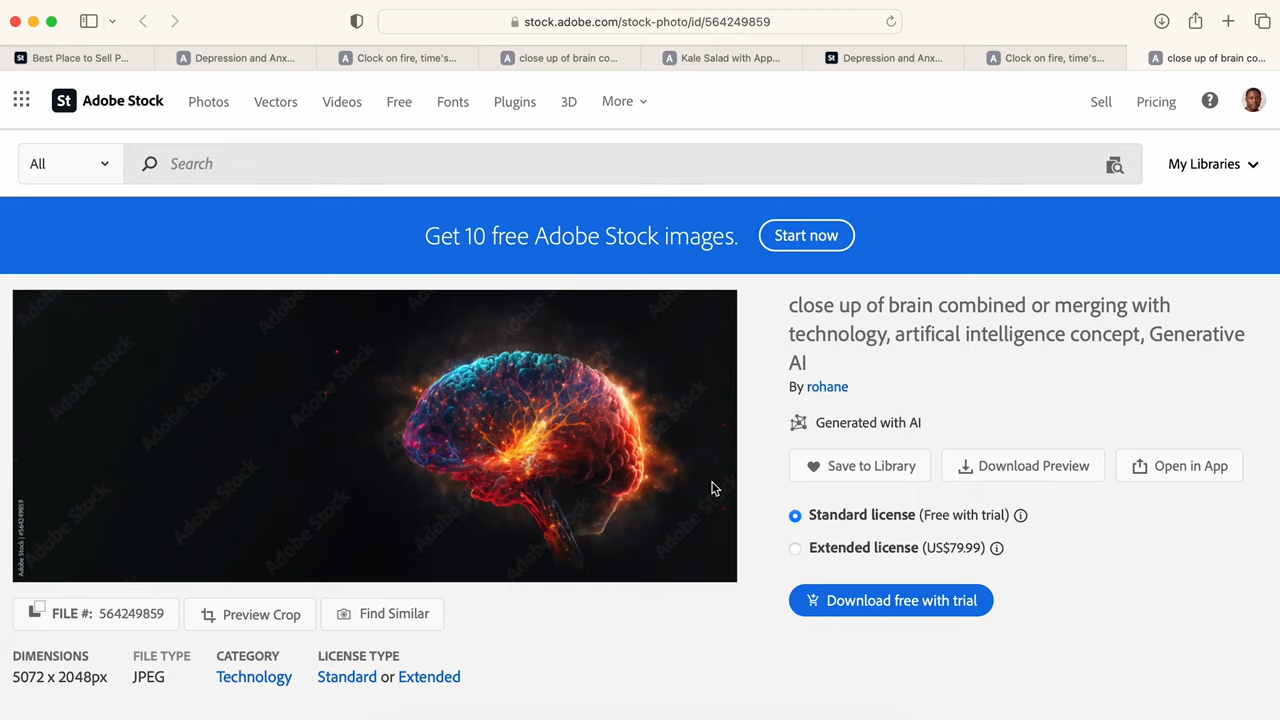 stock.adobe.com/stock-photo/id/564249859
Best Place to Sell P...
Depression and Anx...
Clock on fire, time's...
close up of brain co...
Kale Salad with App...
Depression and Anx...
Clock on fire, time's...
close up of brain co...
St Adobe Stock
Photos
Vectors
Videos
Free
Fonts
Plugins
3D
More
Sell
Pricing
All
Search
My Libraries
Get 10 free Adobe Stock images.
Start now
close up of brain combined or merging with
technology, artifical intelligence concept, Generative
AI
By rohane
Generated with AI
Save to Library
Download Preview
Open in App
Standard license (Free with trial)
Extended license (US$79.99)
Download free with trial
Adobe Stock | #564249859
FILE #: 564249859
Preview Crop
Find Similar
DIMENSIONS
5072 x 2048px
FILE TYPE
JPEG
CATEGORY
Technology
LICENSE TYPE
Standard or Extended